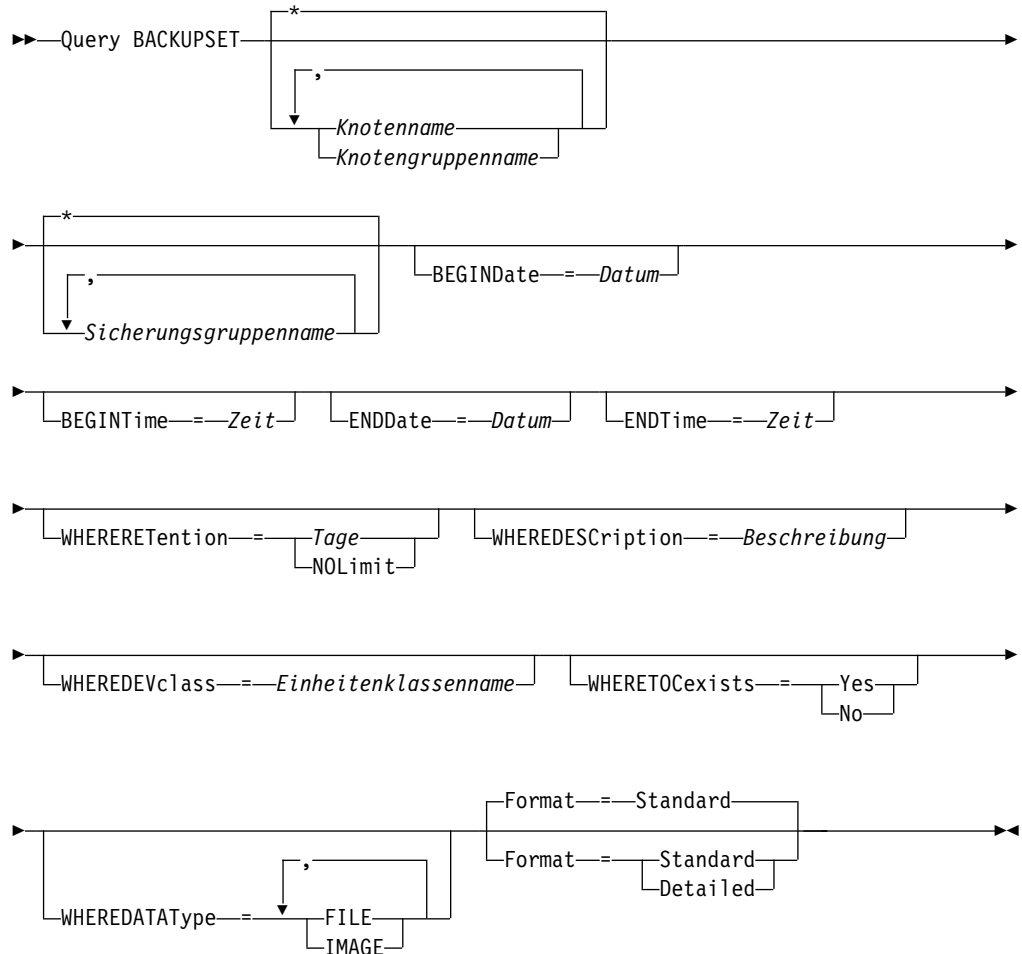 *
Query BACKUPSET
,
Knotenname
Knotengruppenname
*
,
Sicherungsgruppenname
BEGINDate = Datum
BEGINTime = Zeit ENDDate = Datum ENDTime = Zeit
WHERERETention = Tage WHEREDESCription = Beschreibung
NOLimit
WHEREDEVclass = Einheitenklassenname WHERETOCexists = Yes
No
Format = Standard
,
Format = Standard
Detailed
WHEREDATAType = FILE
IMAGE